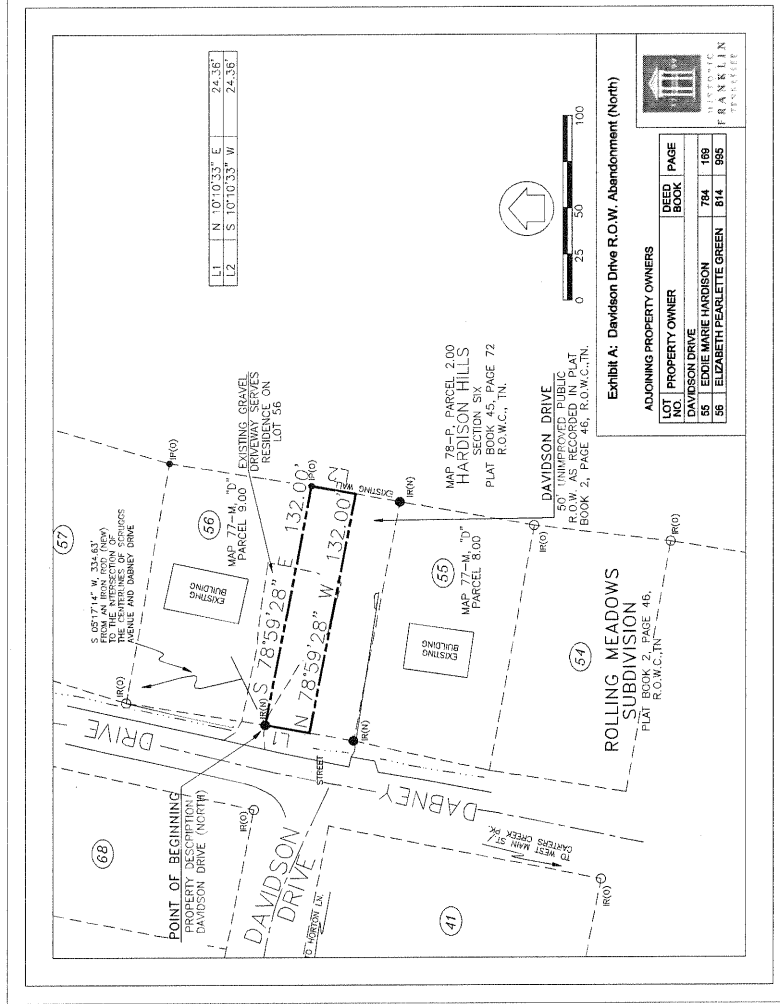 57
S 05°17'14" W, 334.63'
FROM AN IRON ROD (NEW)
TO THE INTERSECTION OF
THE CENTERLINES OF SCRUGGS
AVENUE AND DABNEY DRIVE
IR(O)
IR(O)
56
MAP 77-M, "D"
PARCEL 9.00
EXISTING
BUILDING
EXISTING GRAVEL
DRIVEWAY SERVES
RESIDENCE ON
LOT 56
L1 N 10°10'33" E 24.36'
L2 S 10°10'33" W 24.36'
68
POINT OF BEGINNING
PROPERTY DESCRIPTION
DAVIDSON DRIVE (NORTH)
IR(O)
DRIVE
IR(N)
S 78°59'28" E 132.00'
IP(O)
L1
L2
N 78°59'28" W 132.00'
EXISTING WALL
IR(N)
IR(N)
STREET
DAVIDSON
DRIVE
TO HORTON LN.
DABNEY
55
MAP 77-M, "D"
PARCEL 8.00
EXISTING
BUILDING
MAP 78-P, PARCEL 2.00
HARDISON HILLS
SECTION SIX
PLAT BOOK 45, PAGE 72
R.O.W.C., TN.
DAVIDSON DRIVE
50' UNIMPROVED PUBLIC
R.O.W. AS RECORDED IN PLAT
BOOK 2, PAGE 46, R.O.W.C.,TN.
IR(O)
41
TO WEST MAIN ST./
CARTERS CREEK PK.
IR(O)
54
IR(O)
ROLLING MEADOWS
SUBDIVISION
PLAT BOOK 2, PAGE 46,
R.O.W.C.,TN
0 25 50 100
Exhibit A: Davidson Drive R.O.W. Abandonment (North)
ADJOINING PROPERTY OWNERS
LOT NO. PROPERTY OWNER DEED BOOK PAGE
DAVIDSON DRIVE
55 EDDIE MARIE HARDISON 784 169
56 ELIZABETH PEARLETTE GREEN 814 995
HISTORIC
FRANKLIN
TENNESSEE